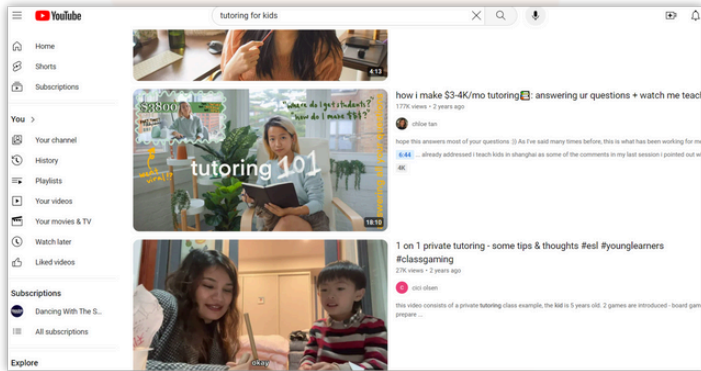 YouTube
tutoring for kids
Home
Shorts
Subscriptions
You >
Your channel
History
Playlists
Your videos
Your movies & TV
Watch later
Liked videos
Subscriptions
Dancing With The S...
All subscriptions
Explore
4:13
$3800
"where do i get students?"
"how do i make $$$?"
went viral?
tutoring 101
18:10
how i make $3-4K/mo tutoring : answering ur questions + watch me teac
177K views • 2 years ago
chloe tan
hope this answers most of your questions :)) As I've said many times before, this is what has been working for m
6:44 ... already addressed i teach kids in shanghai as some of the comments in my last session i pointed out wi
4K
okay
1 on 1 private tutoring - some tips & thoughts #esl #younglearners
#classgaming
27K views • 2 years ago
C
cici olsen
this video consists of a private tutoring class example, the kid is 5 years old. 2 games are introduced - board gam
prepare ...